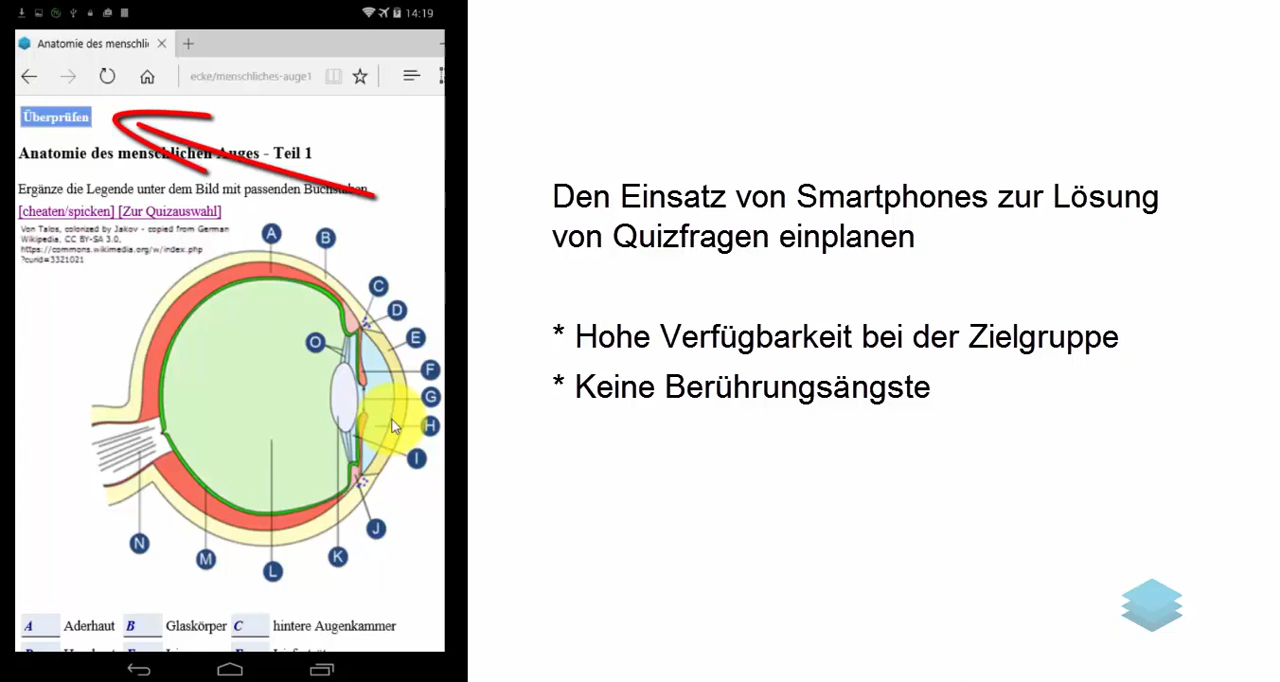 14:19
Anatomie des menschli
ecke/menschliches-auge1
Überprüfen
Anatomie des menschlichen Auges - Teil 1
Ergänze die Legende unter dem Bild mit passenden Buchstaben
[cheaten/spicken] [Zur Quizauswahl]
Von Talos, colorized by Jakov - copied from German
Wikipedia, CC BY-SA 3.0,
https://commons.wikimedia.org/w/index.php
?curid=3321021
A
B
C
D
E
O
F
G
H
I
J
K
L
M
N
A Aderhaut B Glaskörper C hintere Augenkammer
Den Einsatz von Smartphones zur Lösung
von Quizfragen einplanen
* Hohe Verfügbarkeit bei der Zielgruppe
* Keine Berührungsängste